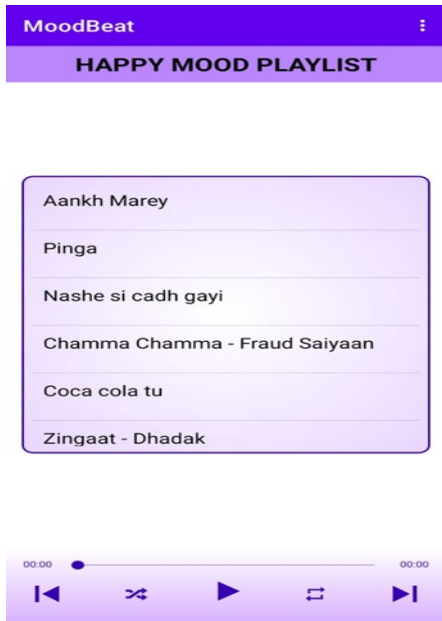 MoodBeat
HAPPY MOOD PLAYLIST
Aankh Marey
Pinga
Nashe si cadh gayi
Chamma Chamma - Fraud Saiyaan
Coca cola tu
Zingaat - Dhadak
00:00 00:00